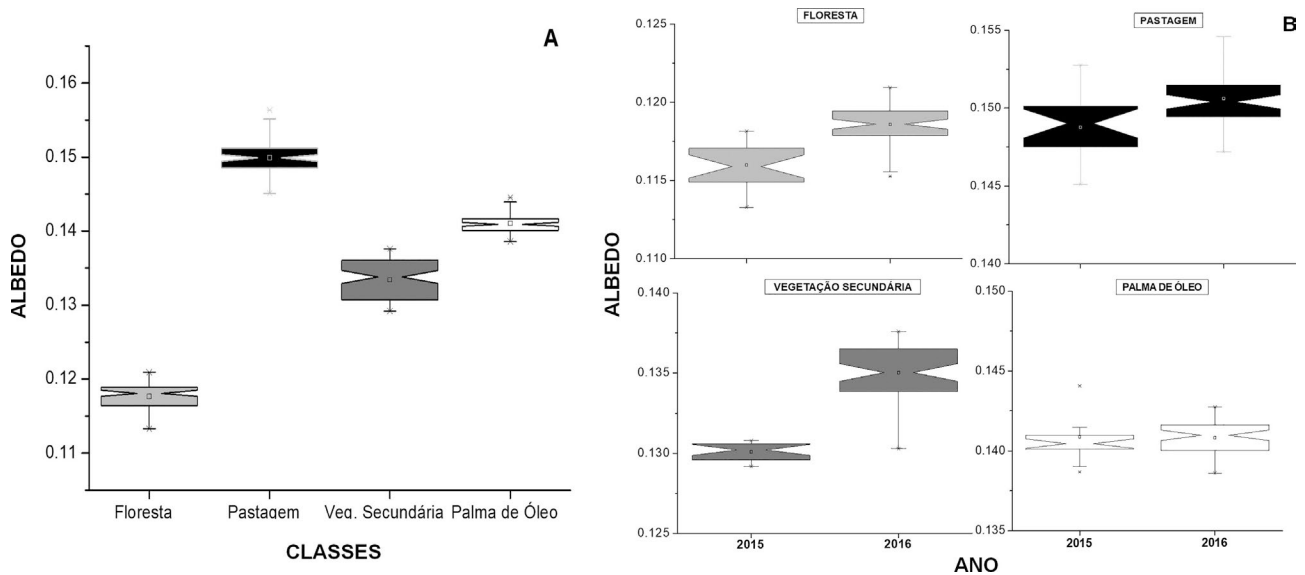 A
0.16
0.15
0.14
0.13
0.12
0.11
ALBEDO
Floresta Pastagem Veg. Secundária Palma de Óleo
CLASSES
B
ALBEDO
FLORESTA
0.125
0.120
0.115
0.110
PASTAGEM
0.155
0.150
0.145
0.140
VEGETAÇÃO SECUNDÁRIA
0.140
0.135
0.130
0.125
2015 2016
PALMA DE ÓLEO
0.150
0.145
0.140
0.135
2015 2016
ANO